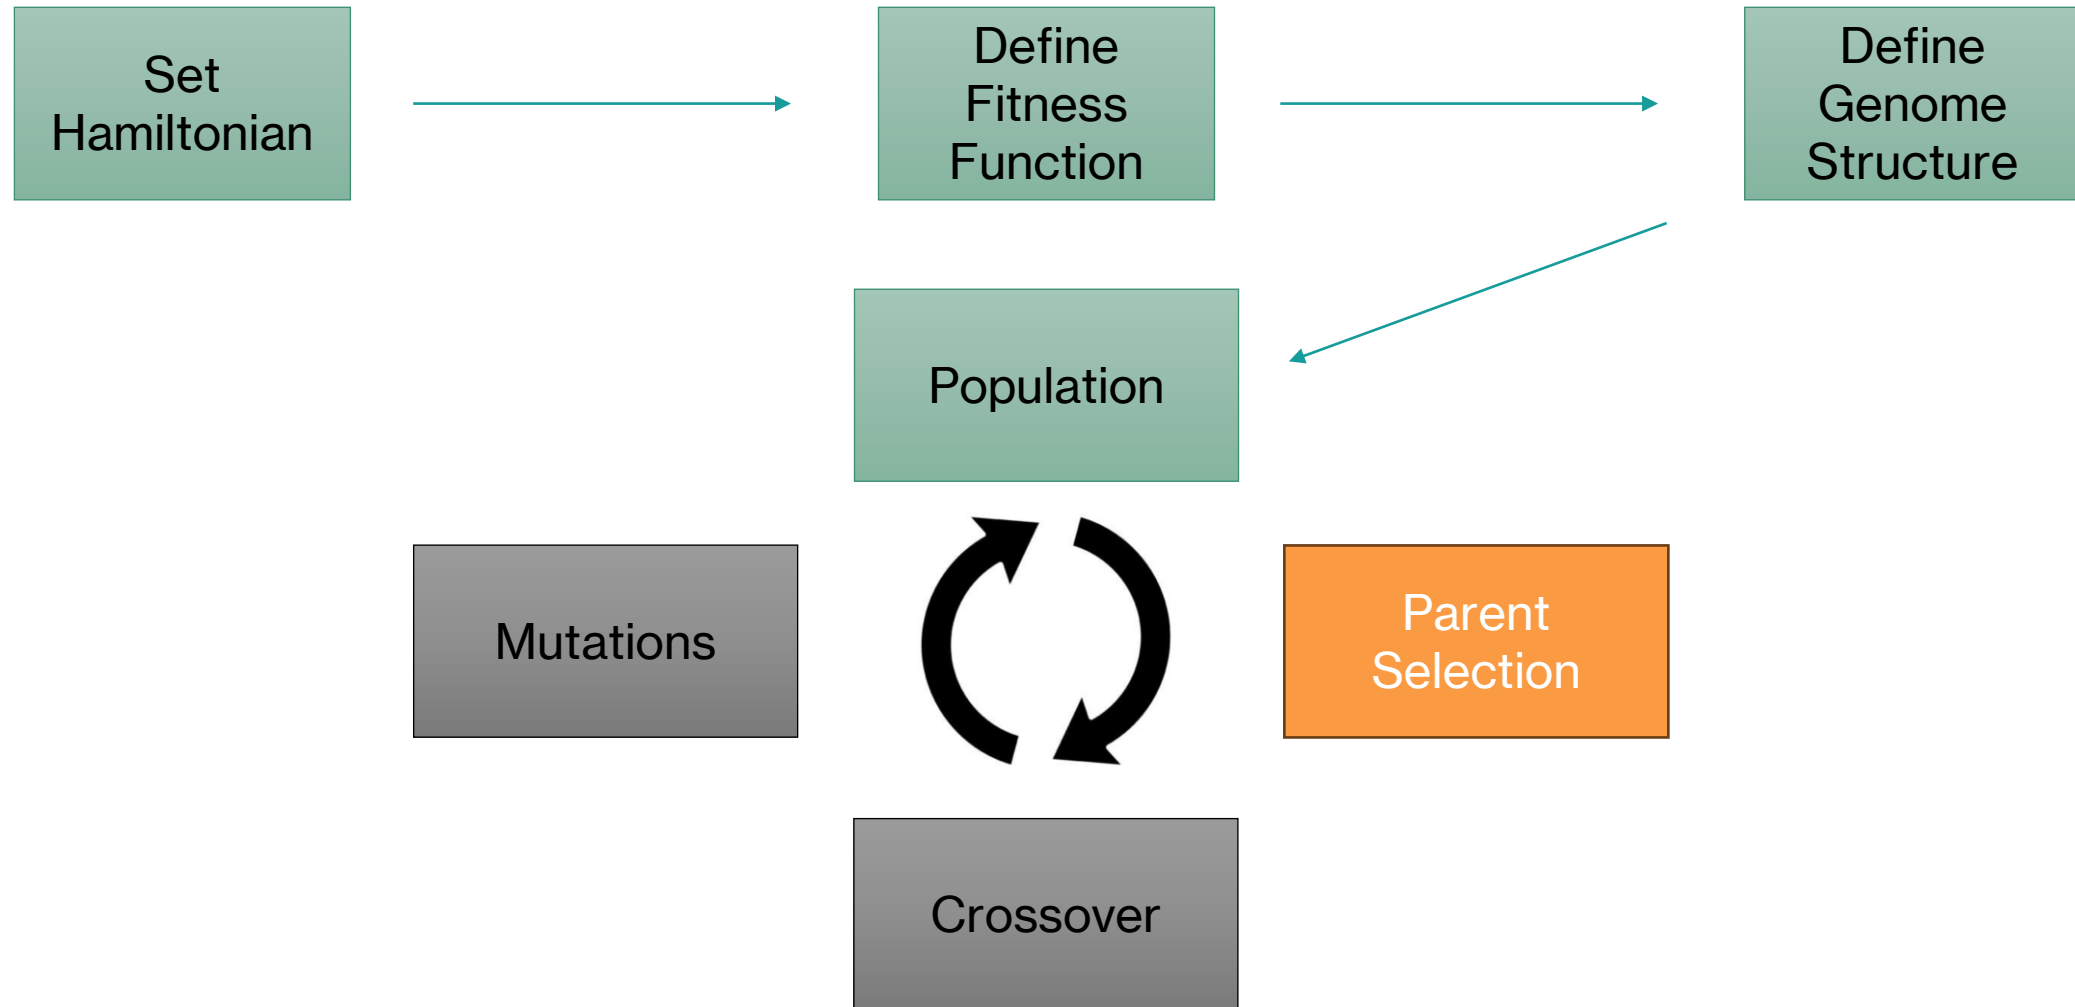 Set
Hamiltonian
Define
Fitness
Function
Define
Genome
Structure
Population
Mutations
Parent
Selection
Crossover